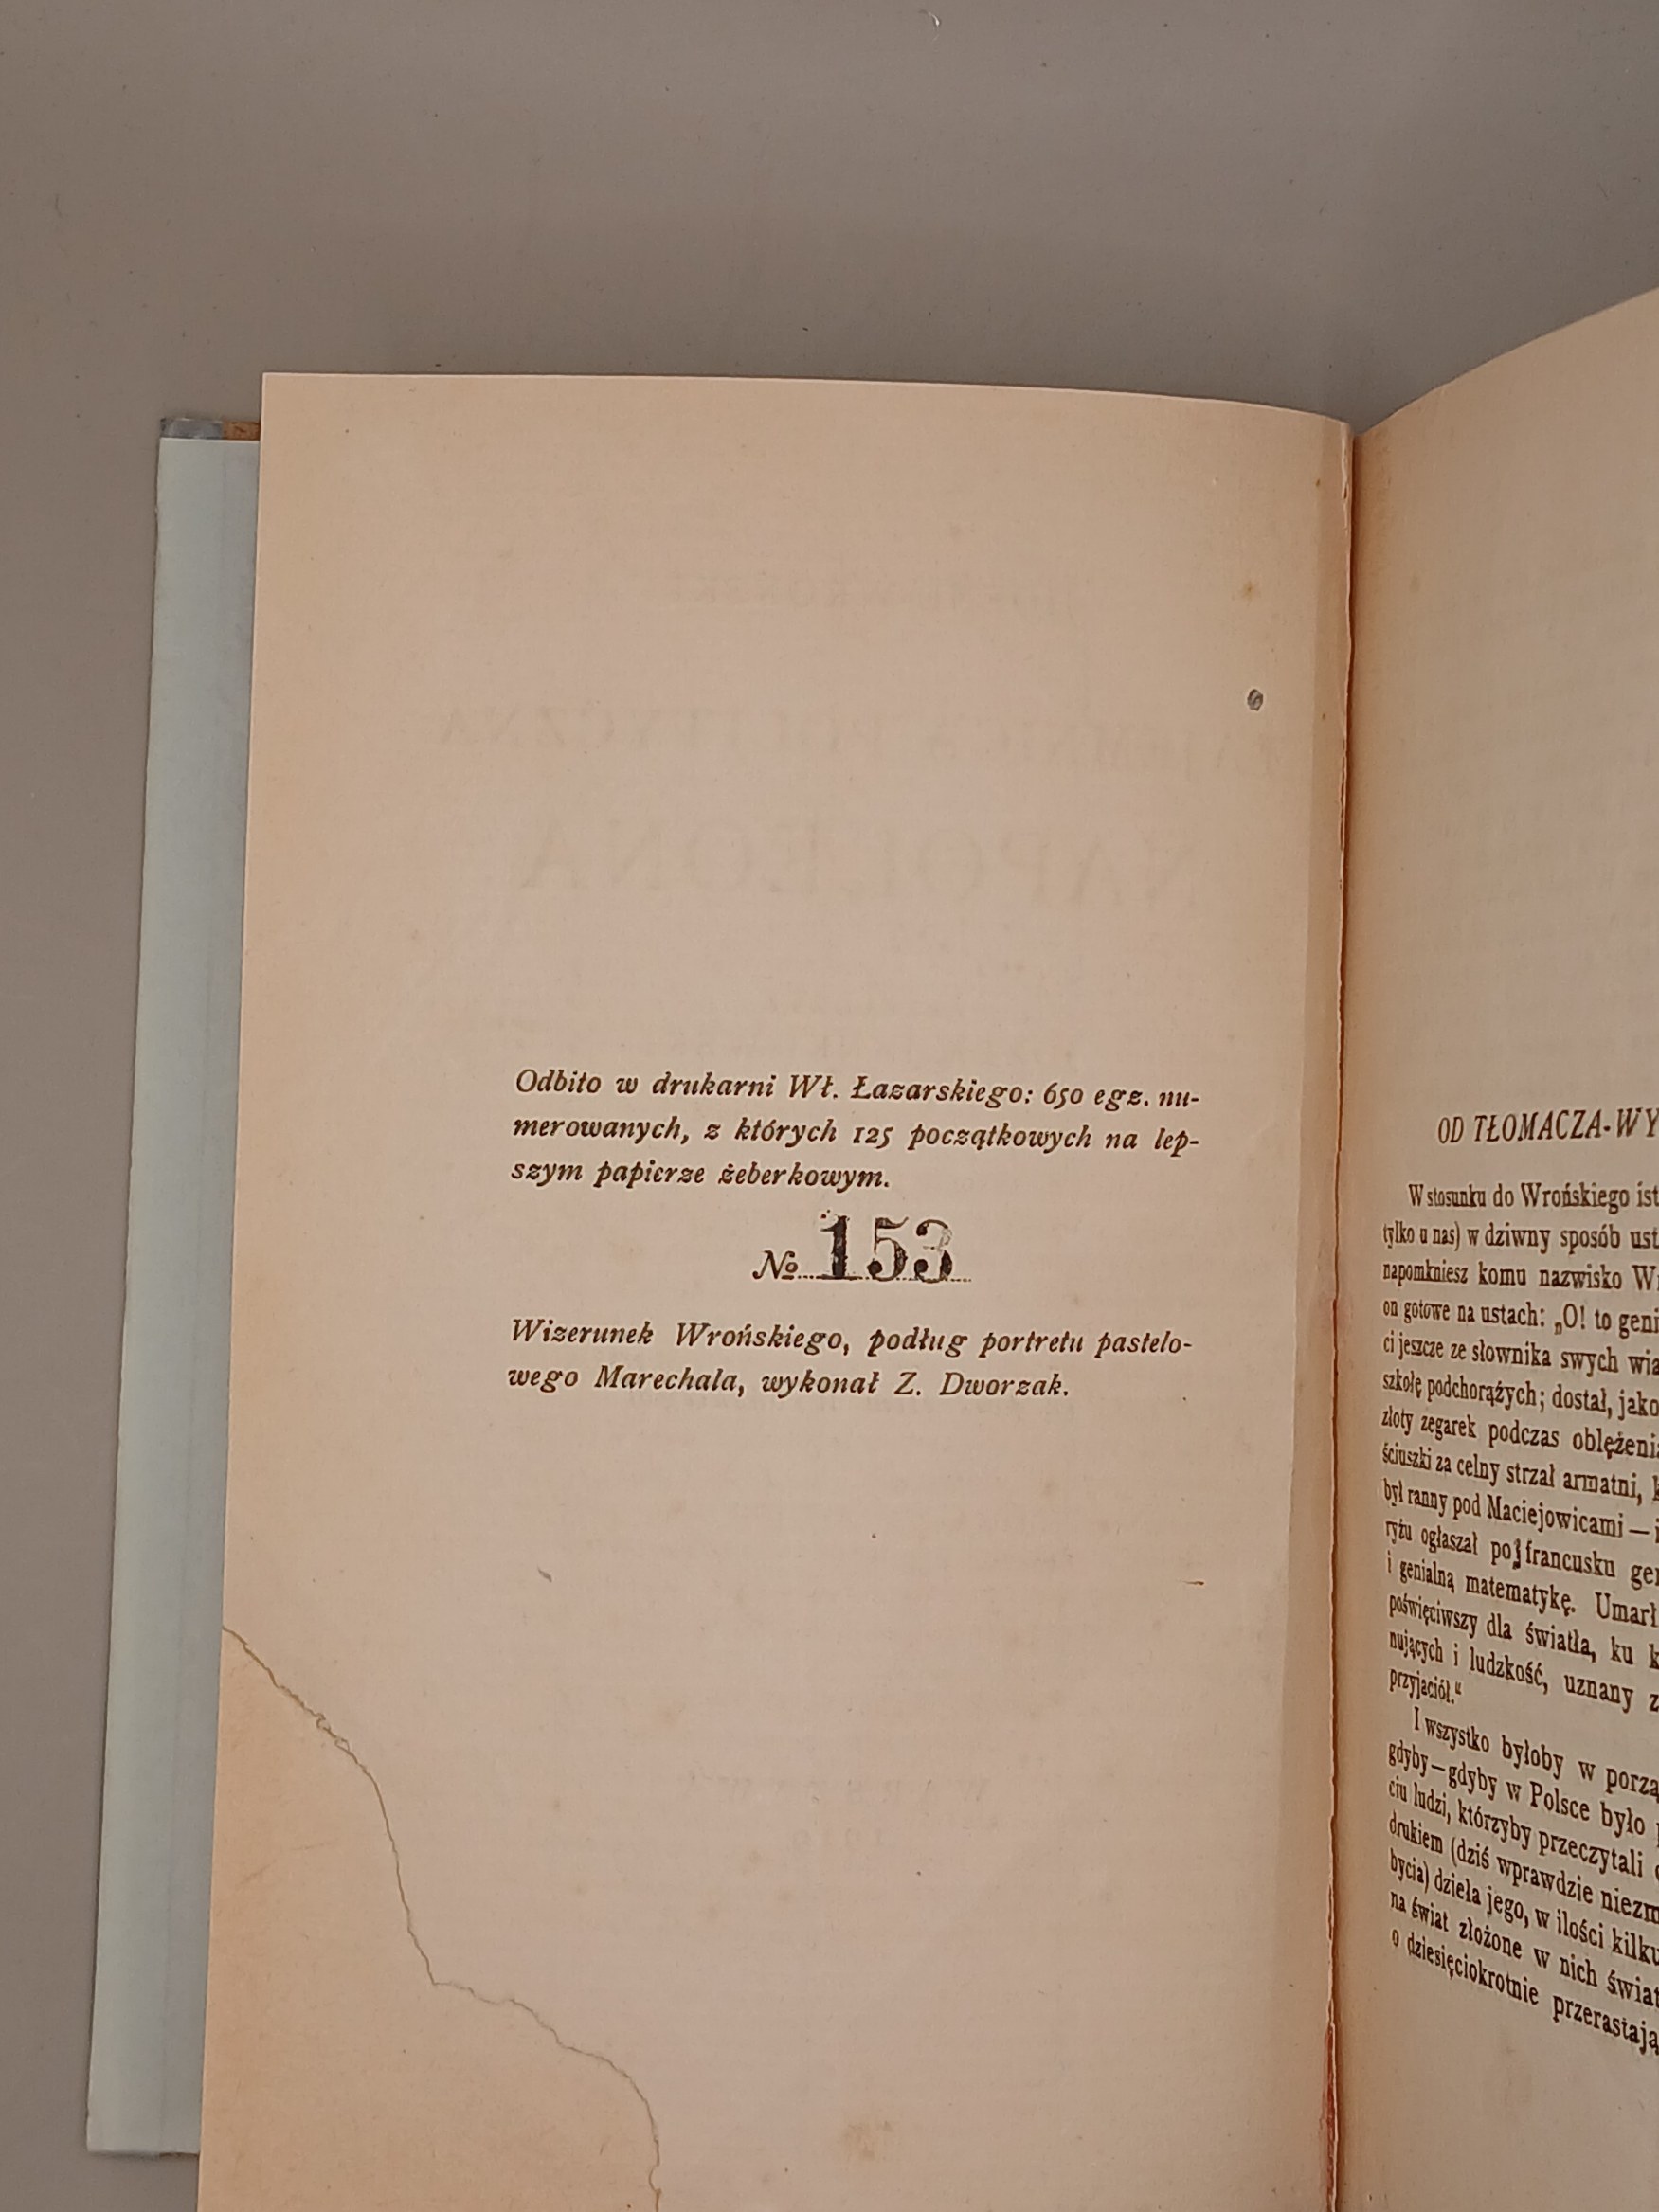 Odbito w drukarni Wł. Łazarskiego: 650 egz. nu-
merowanych, z których 125 początkowych na lep-
szym papierze żeberkowym.
№ 153
Wizerunek Wrońskiego, podług portretu pastelo-
wego Marechala, wykonał Z. Dworzak.
OD TŁOMACZA-WY
W stosunku do Wrońskiego ist
tylko u nas) w dziwny sposób ust
napomkniesz komu nazwisko W
on gotowe na ustach: „O! to geni
ci jeszcze ze słownika swych wia
szkołę podchorążych; dostał, jako
złoty zegarek podczas oblężenia
ściuszki za celny strzał armatni, k
był ranny pod Maciejowicami — i
ryżu ogłaszał po francusku ge
i genialną matematykę. Umarł
poświęciwszy dla światła, ku k
nujących i ludzkość, uznany z
przyjaciół."
I wszystko byłoby w porzą
gdyby—gdyby w Polsce było
ciu ludzi, którzyby przeczytali
drukiem (dziś wprawdzie niezm
bycia) dzieła jego, w ilości kilku
na świat złożone w nich świat
o dziesięciokrotnie przerastają